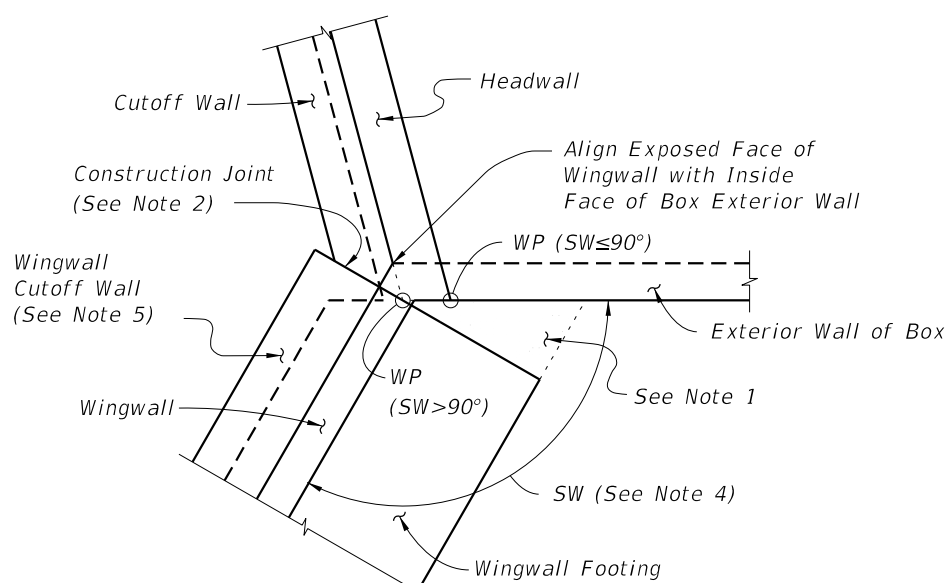 Headwall
Cutoff Wall
Align Exposed Face of
Wingwall with Inside
Face of Box Exterior Wall
Construction Joint
(See Note 2)
WP (SW≤90°)
Wingwall
Cutoff Wall
(See Note 5)
Exterior Wall of Box
WP
(SW>90°)
See Note 1
Wingwall
SW (See Note 4)
Wingwall Footing